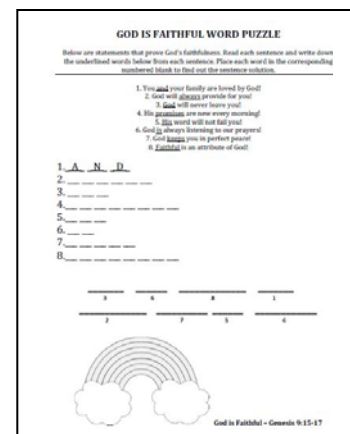 GOD IS FAITHFUL WORD PUZZLE
Below are statements that prove God's faithfulness. Read each sentence and write down
the underlined words below from each sentence. Place each word in the corresponding
numbered blank to find out the sentence solution.
1. You and your family are loved by God!
2. God will always provide for you!
3. God will never leave you!
4. His promises are new every morning!
5. His word will not fail you!
6. God is always listening to our prayers!
7. God keeps you in perfect peace!
8. Faithful is an attribute of God!
1. A N D
2.
3.
4.
5.
6.
7.
8.
3 6 8 1
2 7 5 4
God is Faithful – Genesis 9:15-17